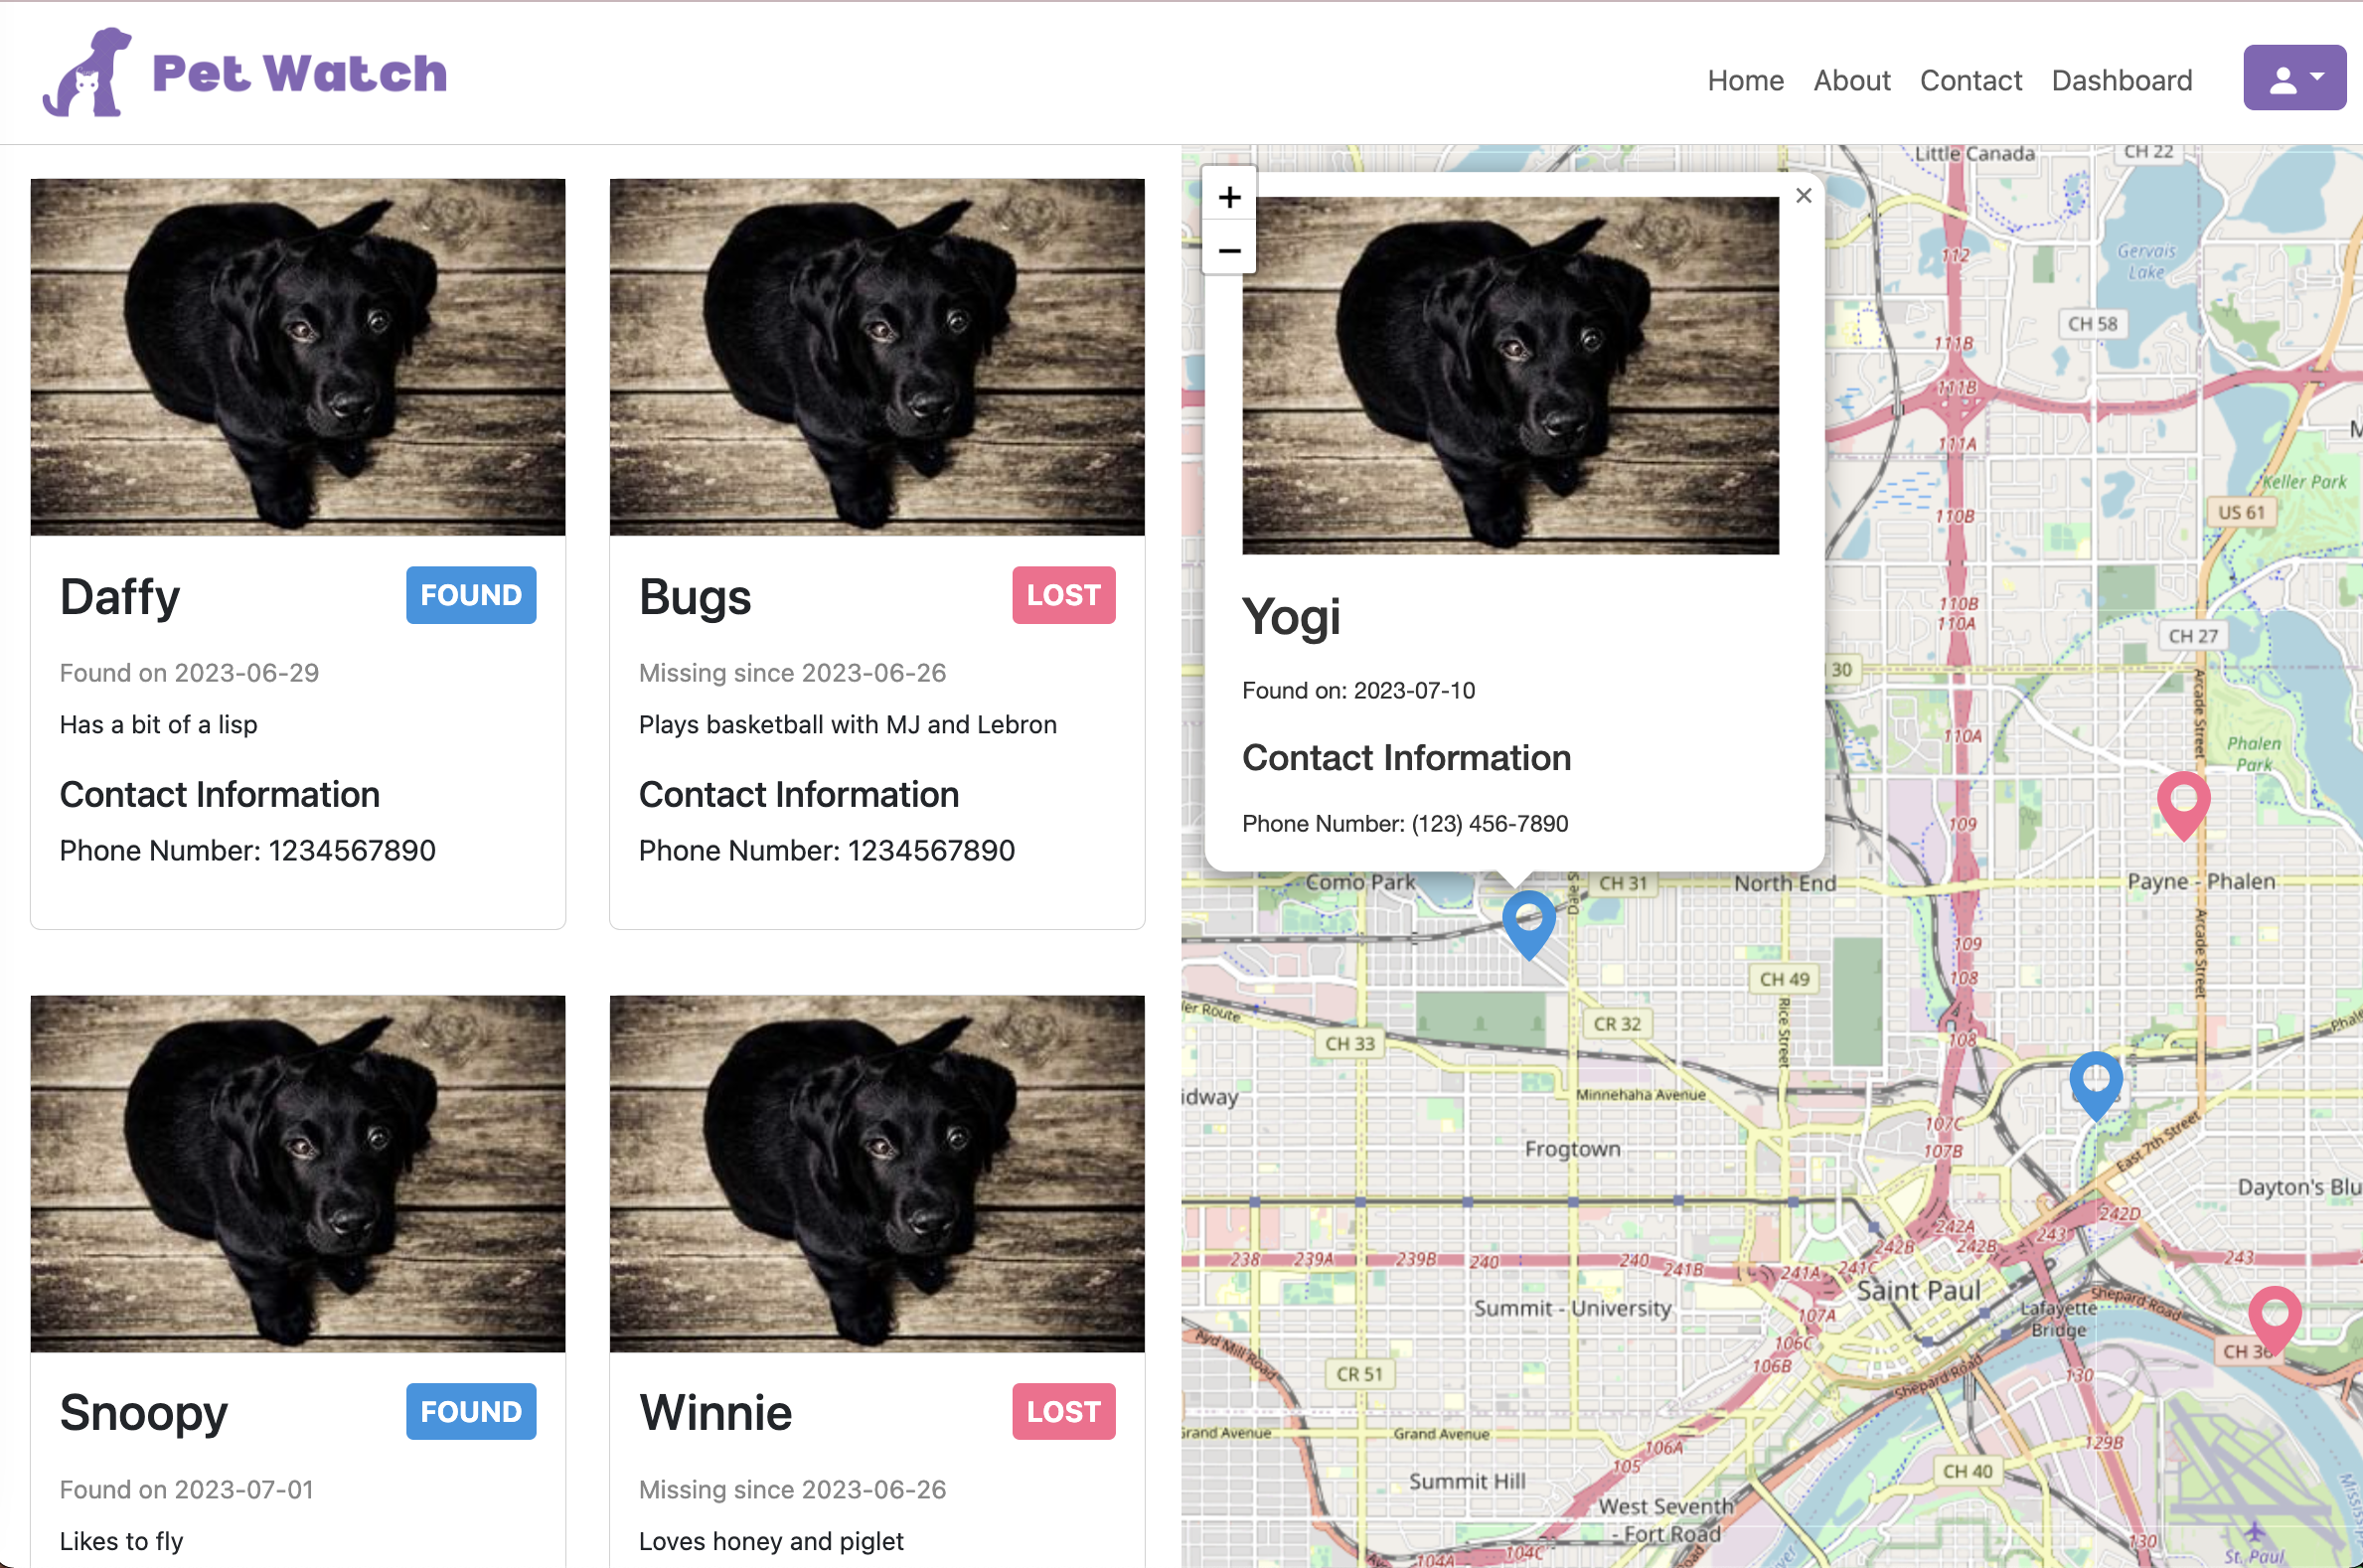 Pet Watch
Home About Contact Dashboard
Daffy
FOUND
Found on 2023-06-29
Has a bit of a lisp
Contact Information
Phone Number: 1234567890
Bugs
LOST
Missing since 2023-06-26
Plays basketball with MJ and Lebron
Contact Information
Phone Number: 1234567890
Snoopy
FOUND
Found on 2023-07-01
Likes to fly
Winnie
LOST
Missing since 2023-06-26
Loves honey and piglet
+
−
×
Yogi
Found on: 2023-07-10
Contact Information
Phone Number: (123) 456-7890
Little Canada
CH 22
112
Gervais
Lake
CH 58
111B
111B
111A
Keller Park
US 61
110B
110B
110A
CH 27
30
Arcade Street
110A
Phalen
Park
109
Como Park
CH 31
North End
Payne - Phalen
Arcade Street
109
108
CH 49
CR 32
CH 33
Rice Street
108
idway
Minnehaha Avenue
107C
107B
Frogtown
East 7th Street
Dayton's Blu
242D
242A
242B
242B
243
243
238
239A
239B
240
240
241B
241A
241C
Saint Paul
Summit - University
107A
Lafayette
Bridge
Shepard Road
106C
106B
CH 36
Ayd Mill Road
CR 51
Shepard Road
130
Grand Avenue
Grand Avenue
106A
129B
105
CH 40
Summit Hill
West Seventh
- Fort Road
104A
104C
130
St. Paul